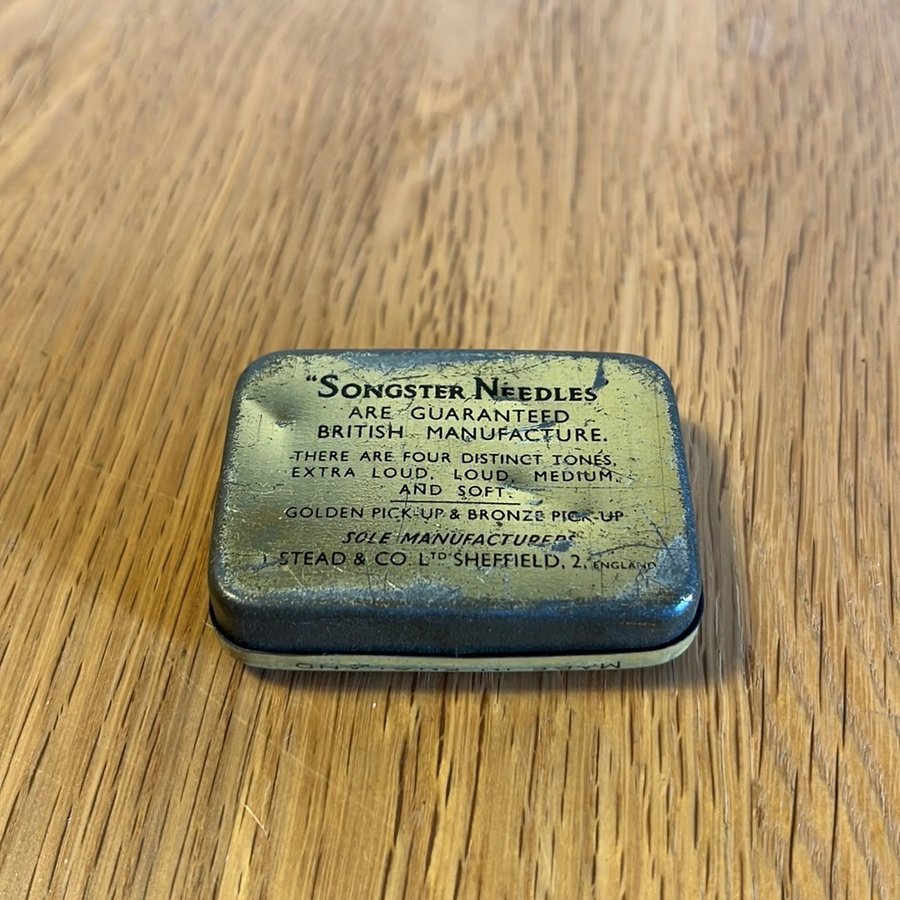 "SONGSTER NEEDLES"
ARE GUARANTEED
BRITISH MANUFACTURE.
THERE ARE FOUR DISTINCT TONES,
EXTRA LOUD, LOUD, MEDIUM,
AND SOFT.
GOLDEN PICK-UP & BRONZE PICK-UP
SOLE MANUFACTURERS
J. STEAD & CO. LTD SHEFFIELD, 2, ENGLAND